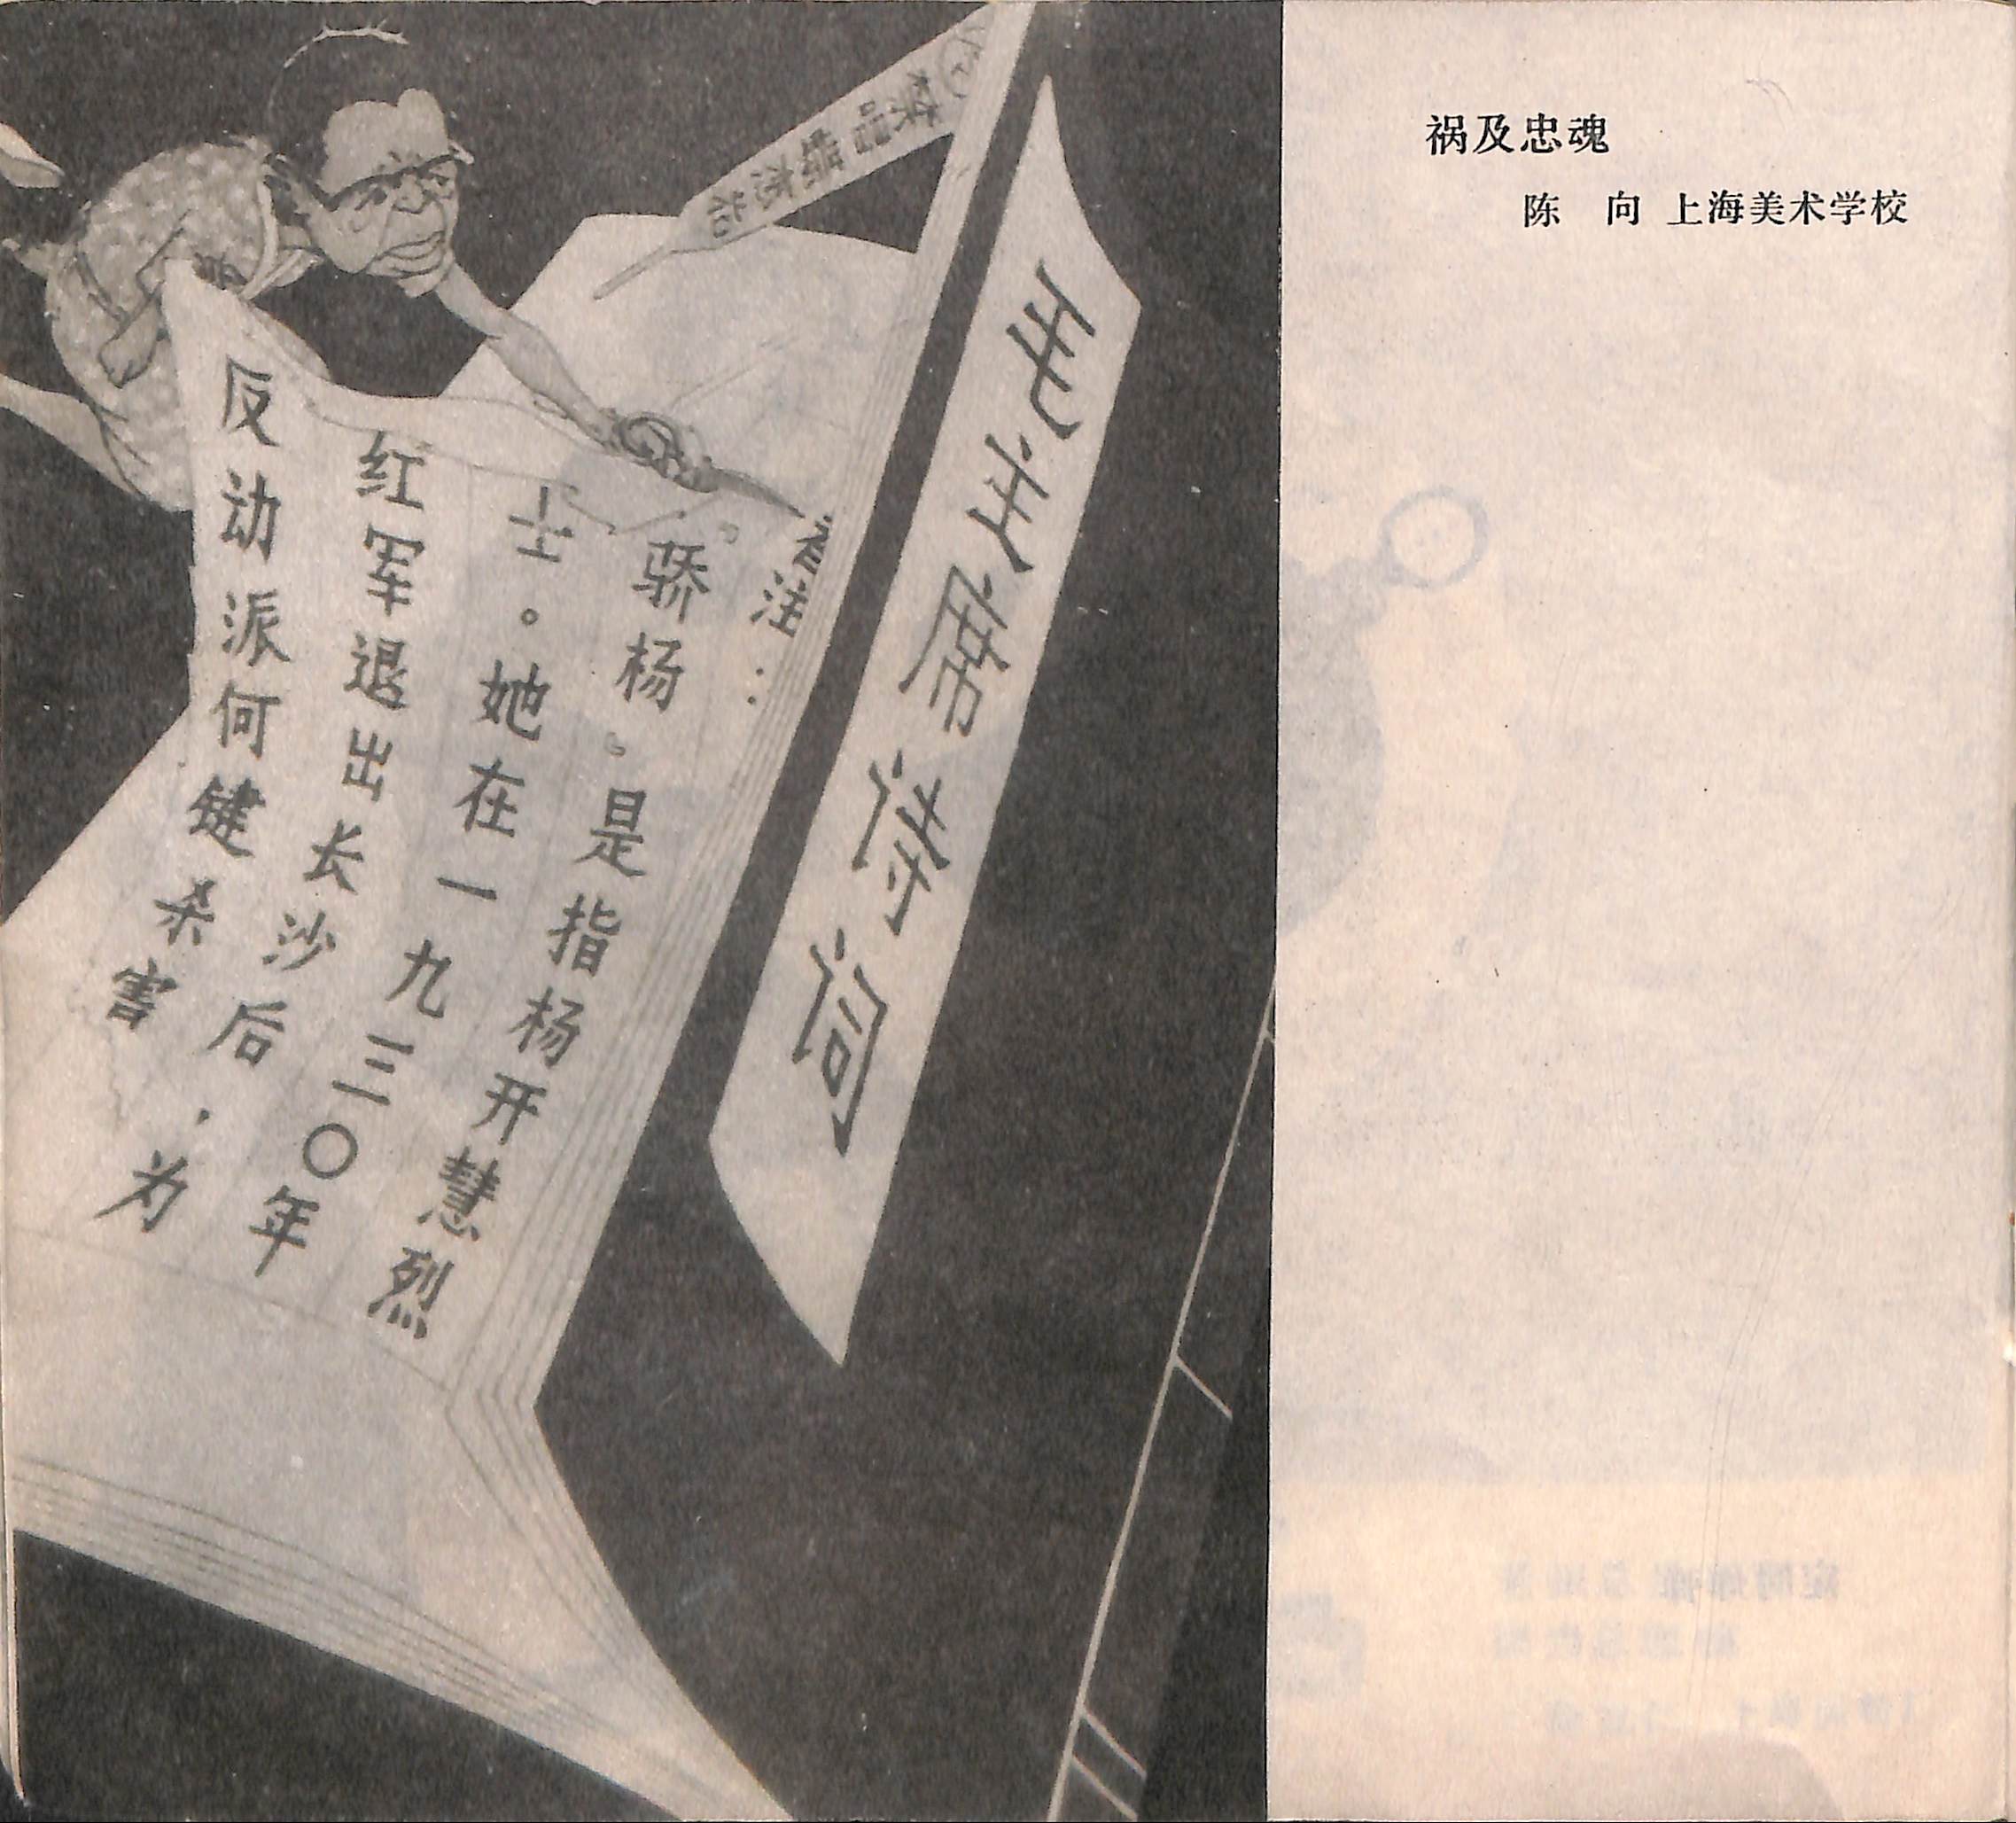 毛主席诗词
者注：
“骄杨”是指杨开慧烈
士。她在一九三〇年
红军退出长沙后，为
反动派何键杀害
祸及忠魂
陈　向 上海美术学校